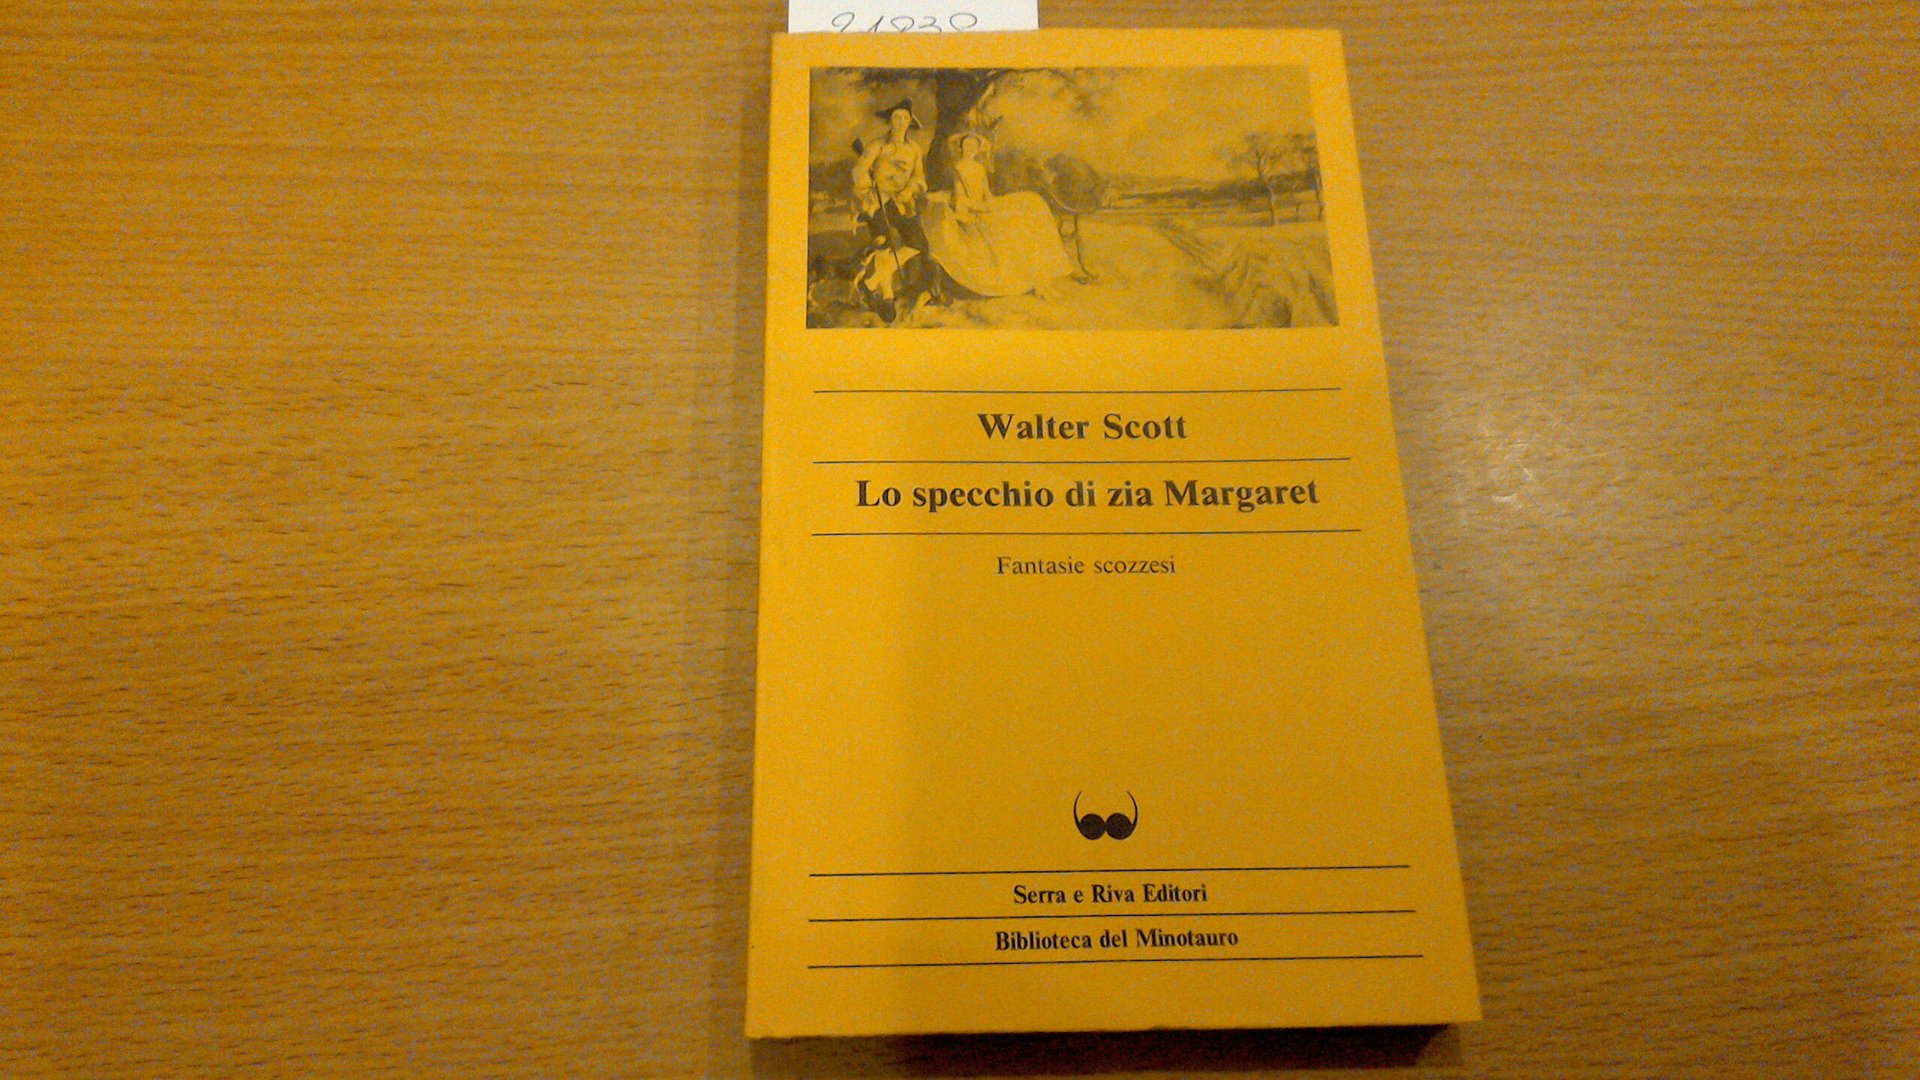 Walter Scott
Lo specchio di zia Margaret
Fantasie scozzesi
Serra e Riva Editori
Biblioteca del Minotauro